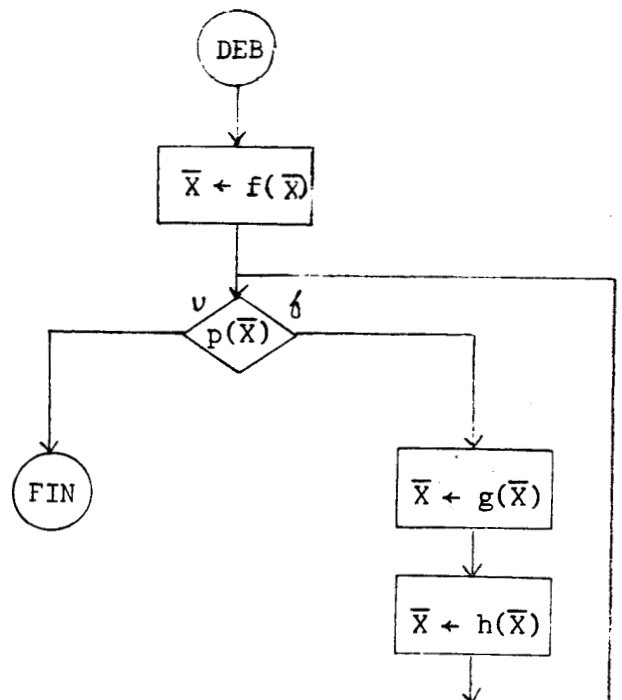 DEB
X̅ ← f(X̅)
v f
p(X̅)
FIN
X̅ ← g(X̅)
X̅ ← h(X̅)